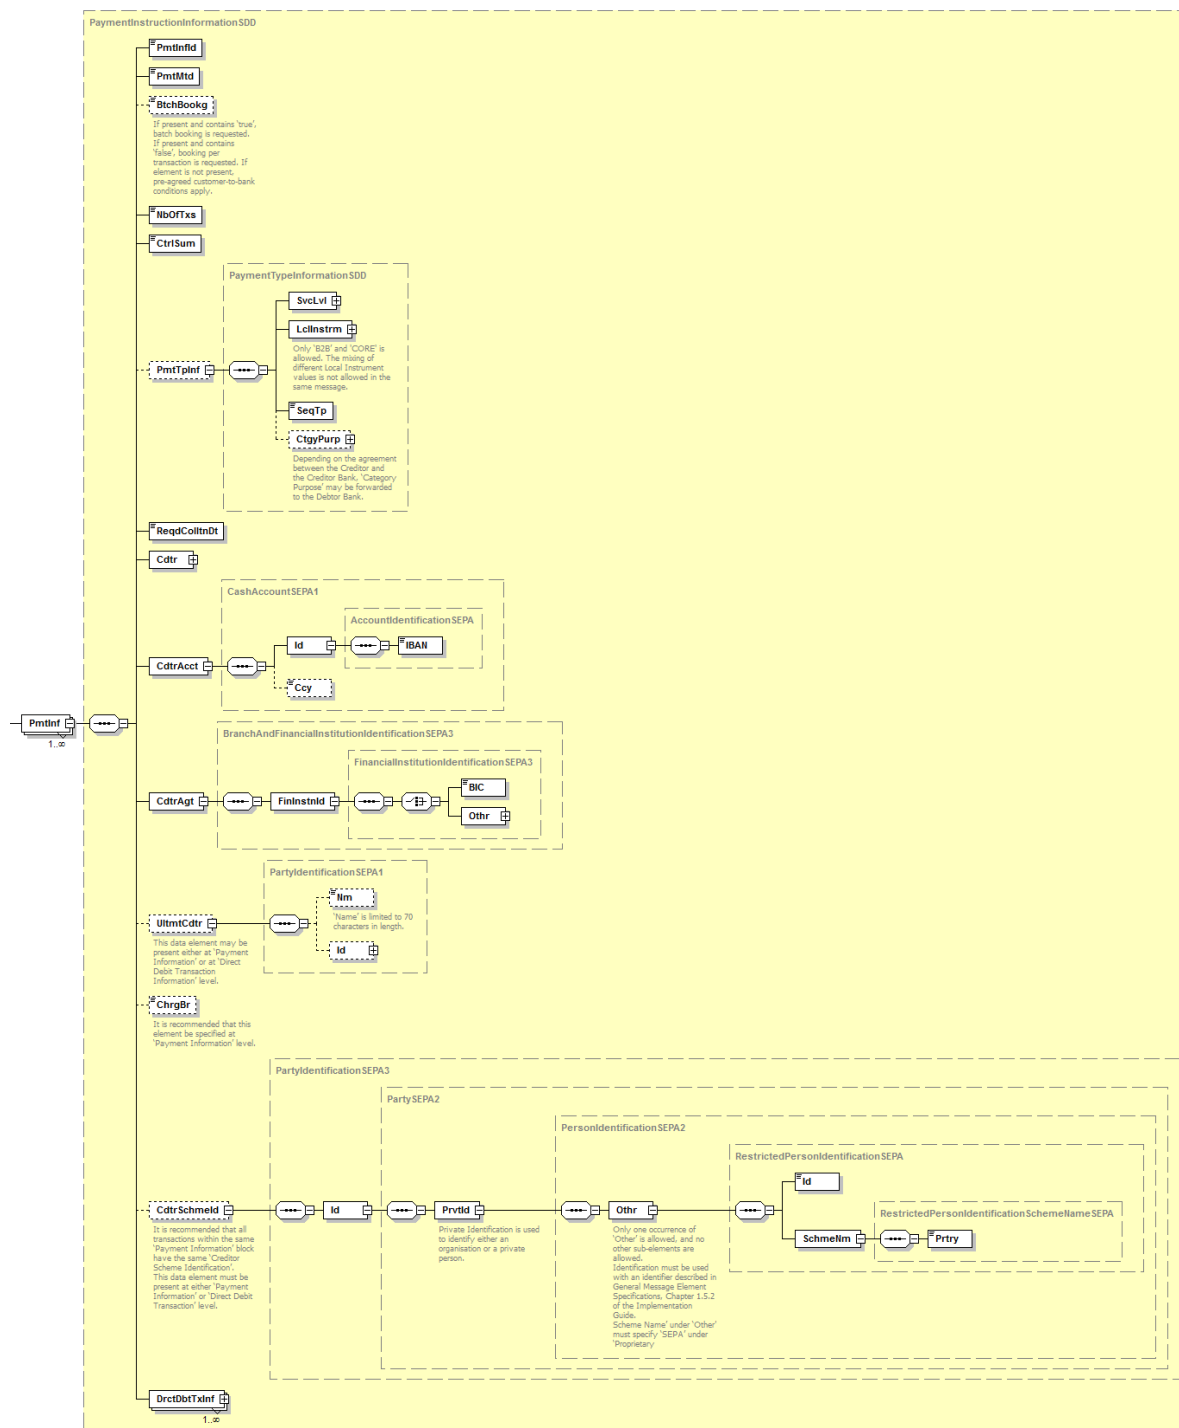 PaymentInstructionInformationSDD
PmtInfId
PmtMtd
BtchBookg
If present and contains 'true',
batch booking is requested.
If present and contains
'false', booking per
transaction is requested. If
element is not present,
pre-agreed customer-to-bank
conditions apply.
NbOfTxs
CtrlSum
PaymentTypeInformationSDD
SvcLvl
LclInstrm
Only 'B2B' and 'CORE' is
allowed. The mixing of
different Local Instrument
values is not allowed in the
same message.
PmtTpInf
SeqTp
CtgyPurp
Depending on the agreement
between the Creditor and
the Creditor Bank, 'Category
Purpose' may be forwarded
to the Debtor Bank.
ReqdColltnDt
Cdtr
CashAccountSEPA1
AccountIdentificationSEPA
Id
IBAN
CdtrAcct
Ccy
PmtInf
1..∞
BranchAndFinancialInstitutionIdentificationSEPA3
FinancialInstitutionIdentificationSEPA3
BIC
CdtrAgt
FinInstnId
Othr
PartyIdentificationSEPA1
Nm
'Name' is limited to 70
characters in length.
UltmtCdtr
Id
This data element may be
present either at 'Payment
Information' or at 'Direct
Debit Transaction
Information' level.
ChrgBr
It is recommended that this
element be specified at
'Payment Information' level.
PartyIdentificationSEPA3
PartySEPA2
PersonIdentificationSEPA2
RestrictedPersonIdentificationSEPA
Id
CdtrSchmeId
Id
PrvtId
Othr
RestrictedPersonIdentificationSchemeNameSEPA
SchmeNm
Prtry
It is recommended that all
transactions within the same
'Payment Information' block
have the same 'Creditor
Scheme Identification'.
This data element must be
present at either 'Payment
Information' or 'Direct Debit
Transaction' level.
Private Identification is used
to identify either an
organisation or a private
person.
Only one occurrence of
'Other' is allowed, and no
other sub-elements are
allowed.
Identification must be used
with an identifier described in
General Message Element
Specifications, Chapter 1.5.2
of the Implementation
Guide.
Scheme Name' under 'Other'
must specify 'SEPA' under
'Proprietary
DrctDbtTxInf
1..∞